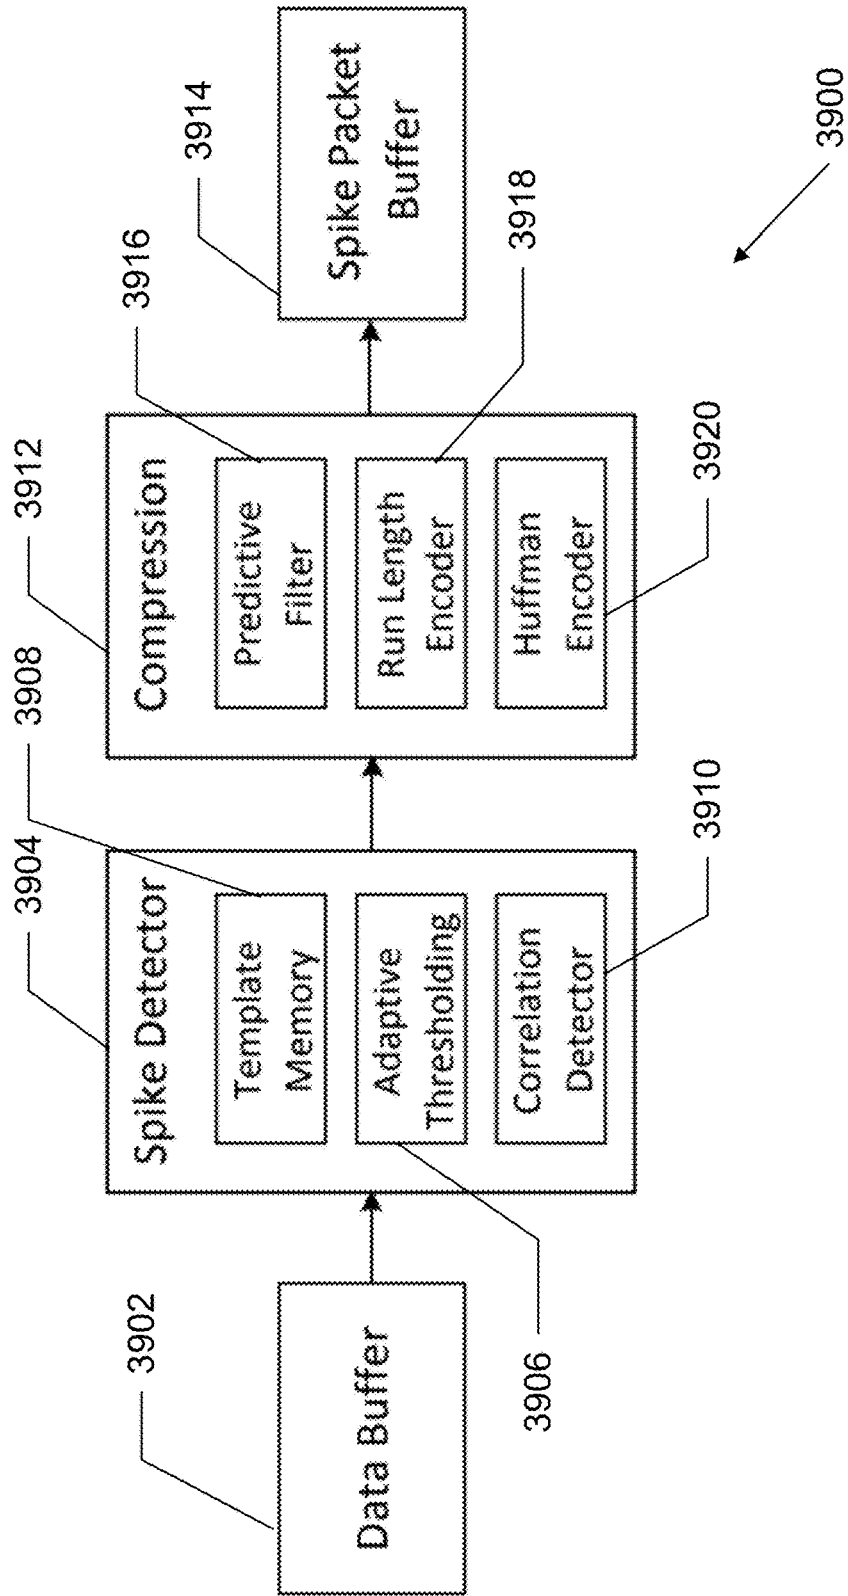 3902
Data Buffer
3904
Spike Detector
3908
Template
Memory
Adaptive
Thresholding
3906
Correlation
Detector
3910
3912
Compression
3916
Predictive
Filter
Run Length
Encoder
3918
Huffman
Encoder
3920
3914
Spike Packet
Buffer
3900